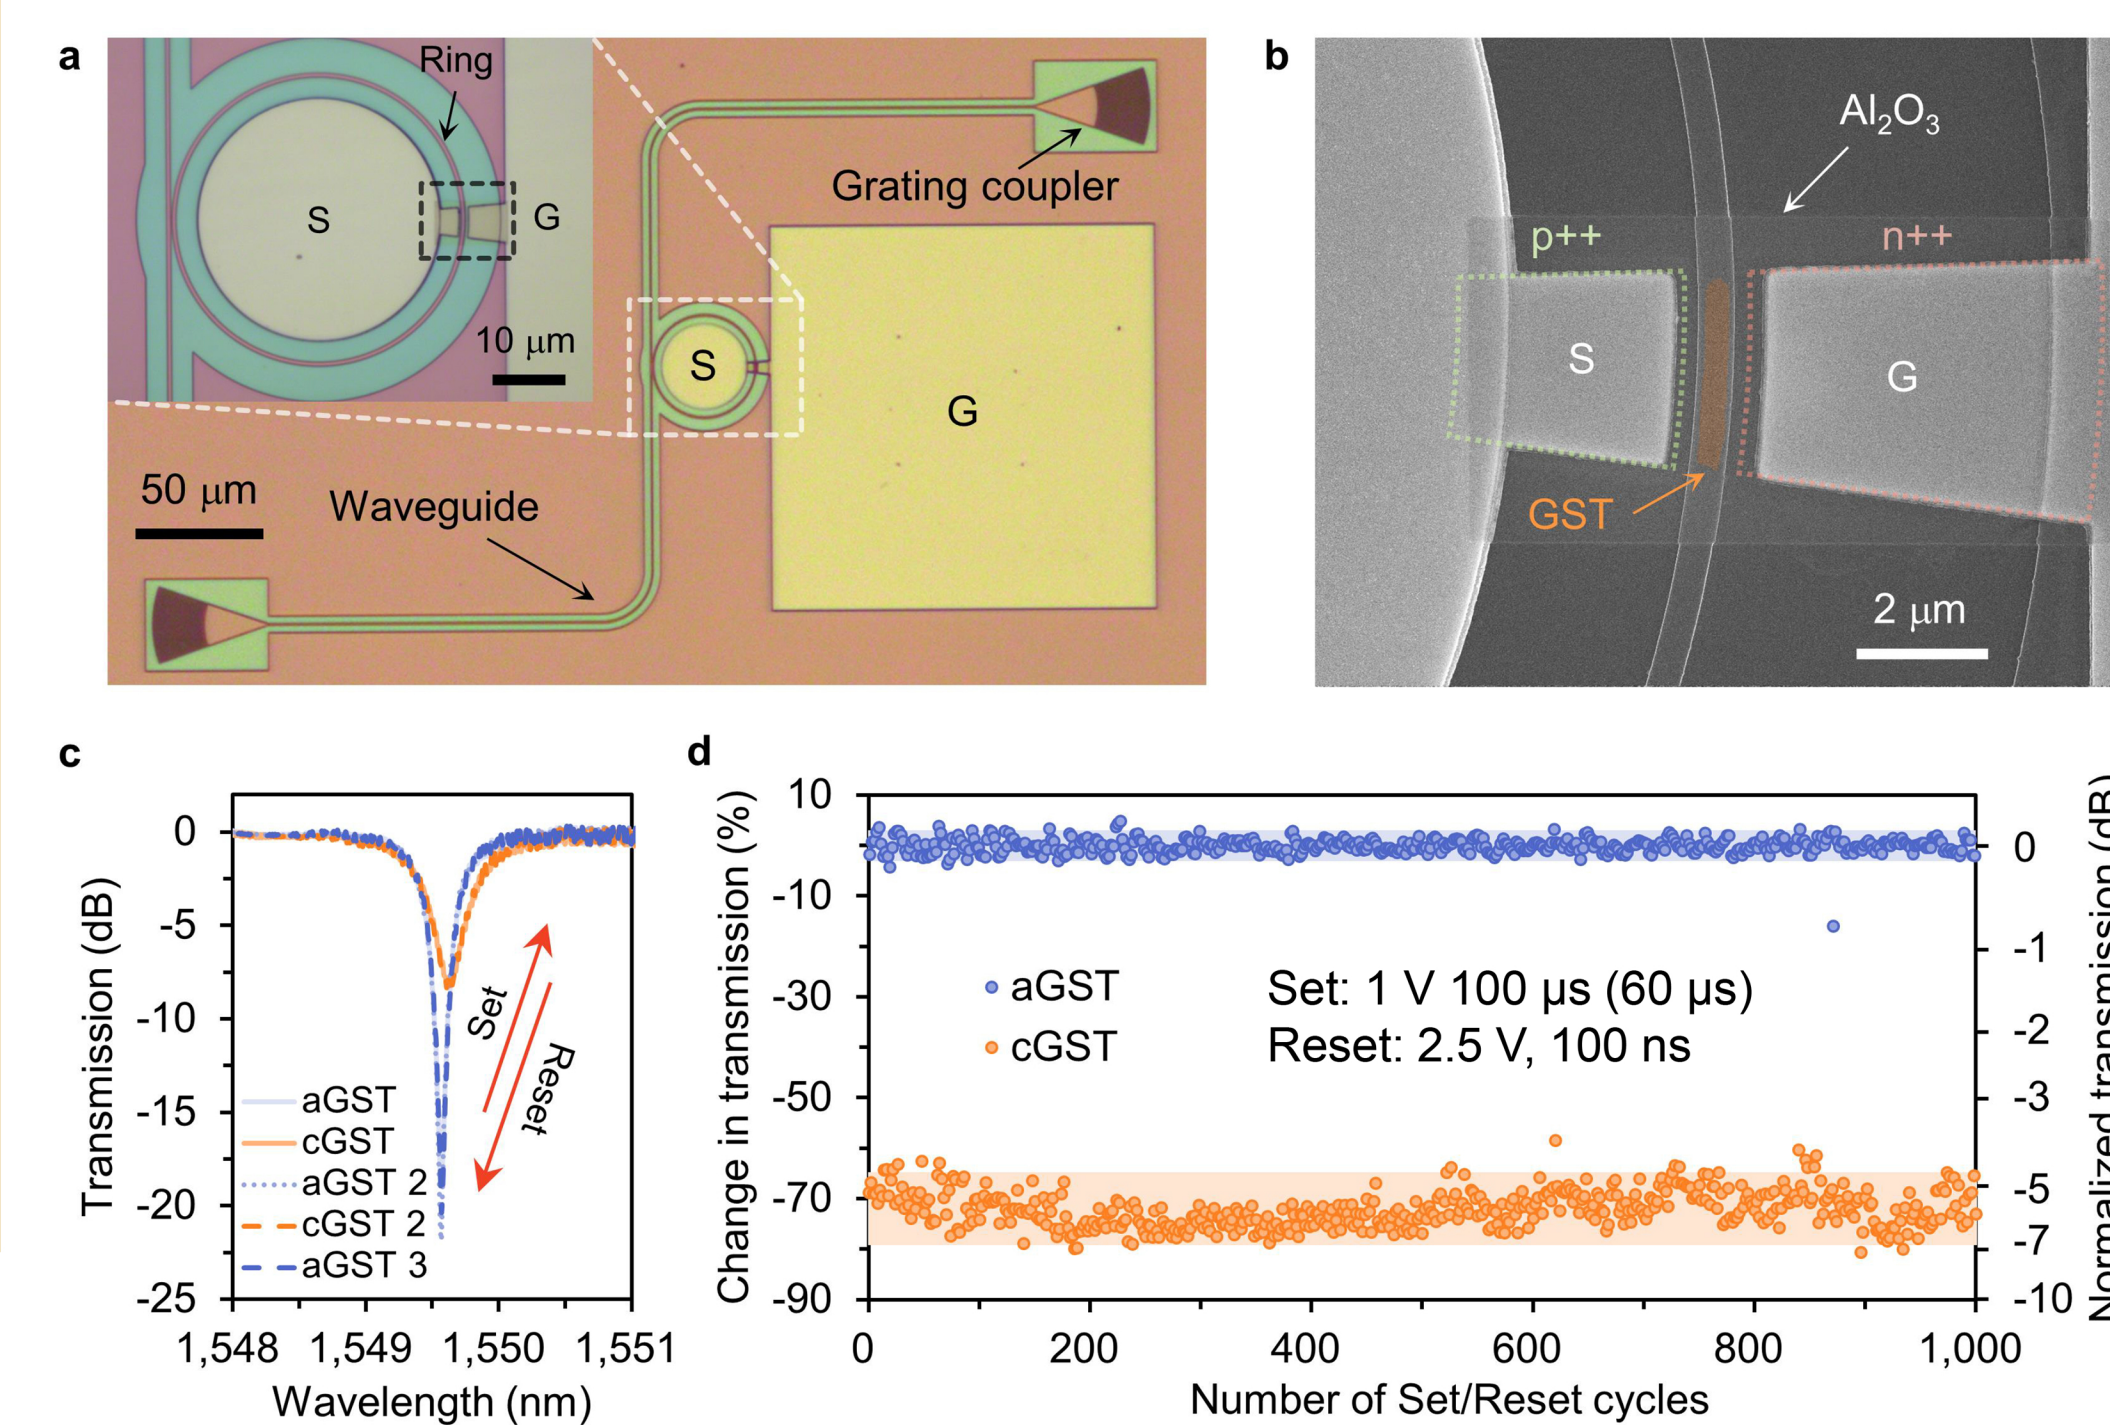 a
Ring
S
G
10 μm
Grating coupler
S
G
50 μm
Waveguide
b
Al2O3
p++
n++
S
G
GST
2 μm
c
Transmission (dB)
0
-5
-10
-15
-20
-25
Set
Reset
aGST
cGST
aGST 2
cGST 2
aGST 3
1,548 1,549 1,550 1,551
Wavelength (nm)
d
Change in transmission (%)
10
-10
-30
-50
-70
-90
aGST
cGST
Set: 1 V 100 μs (60 μs)
Reset: 2.5 V, 100 ns
0
-1
-2
-3
-5
-7
-10
Normalized transmission (dB)
0 200 400 600 800 1,000
Number of Set/Reset cycles